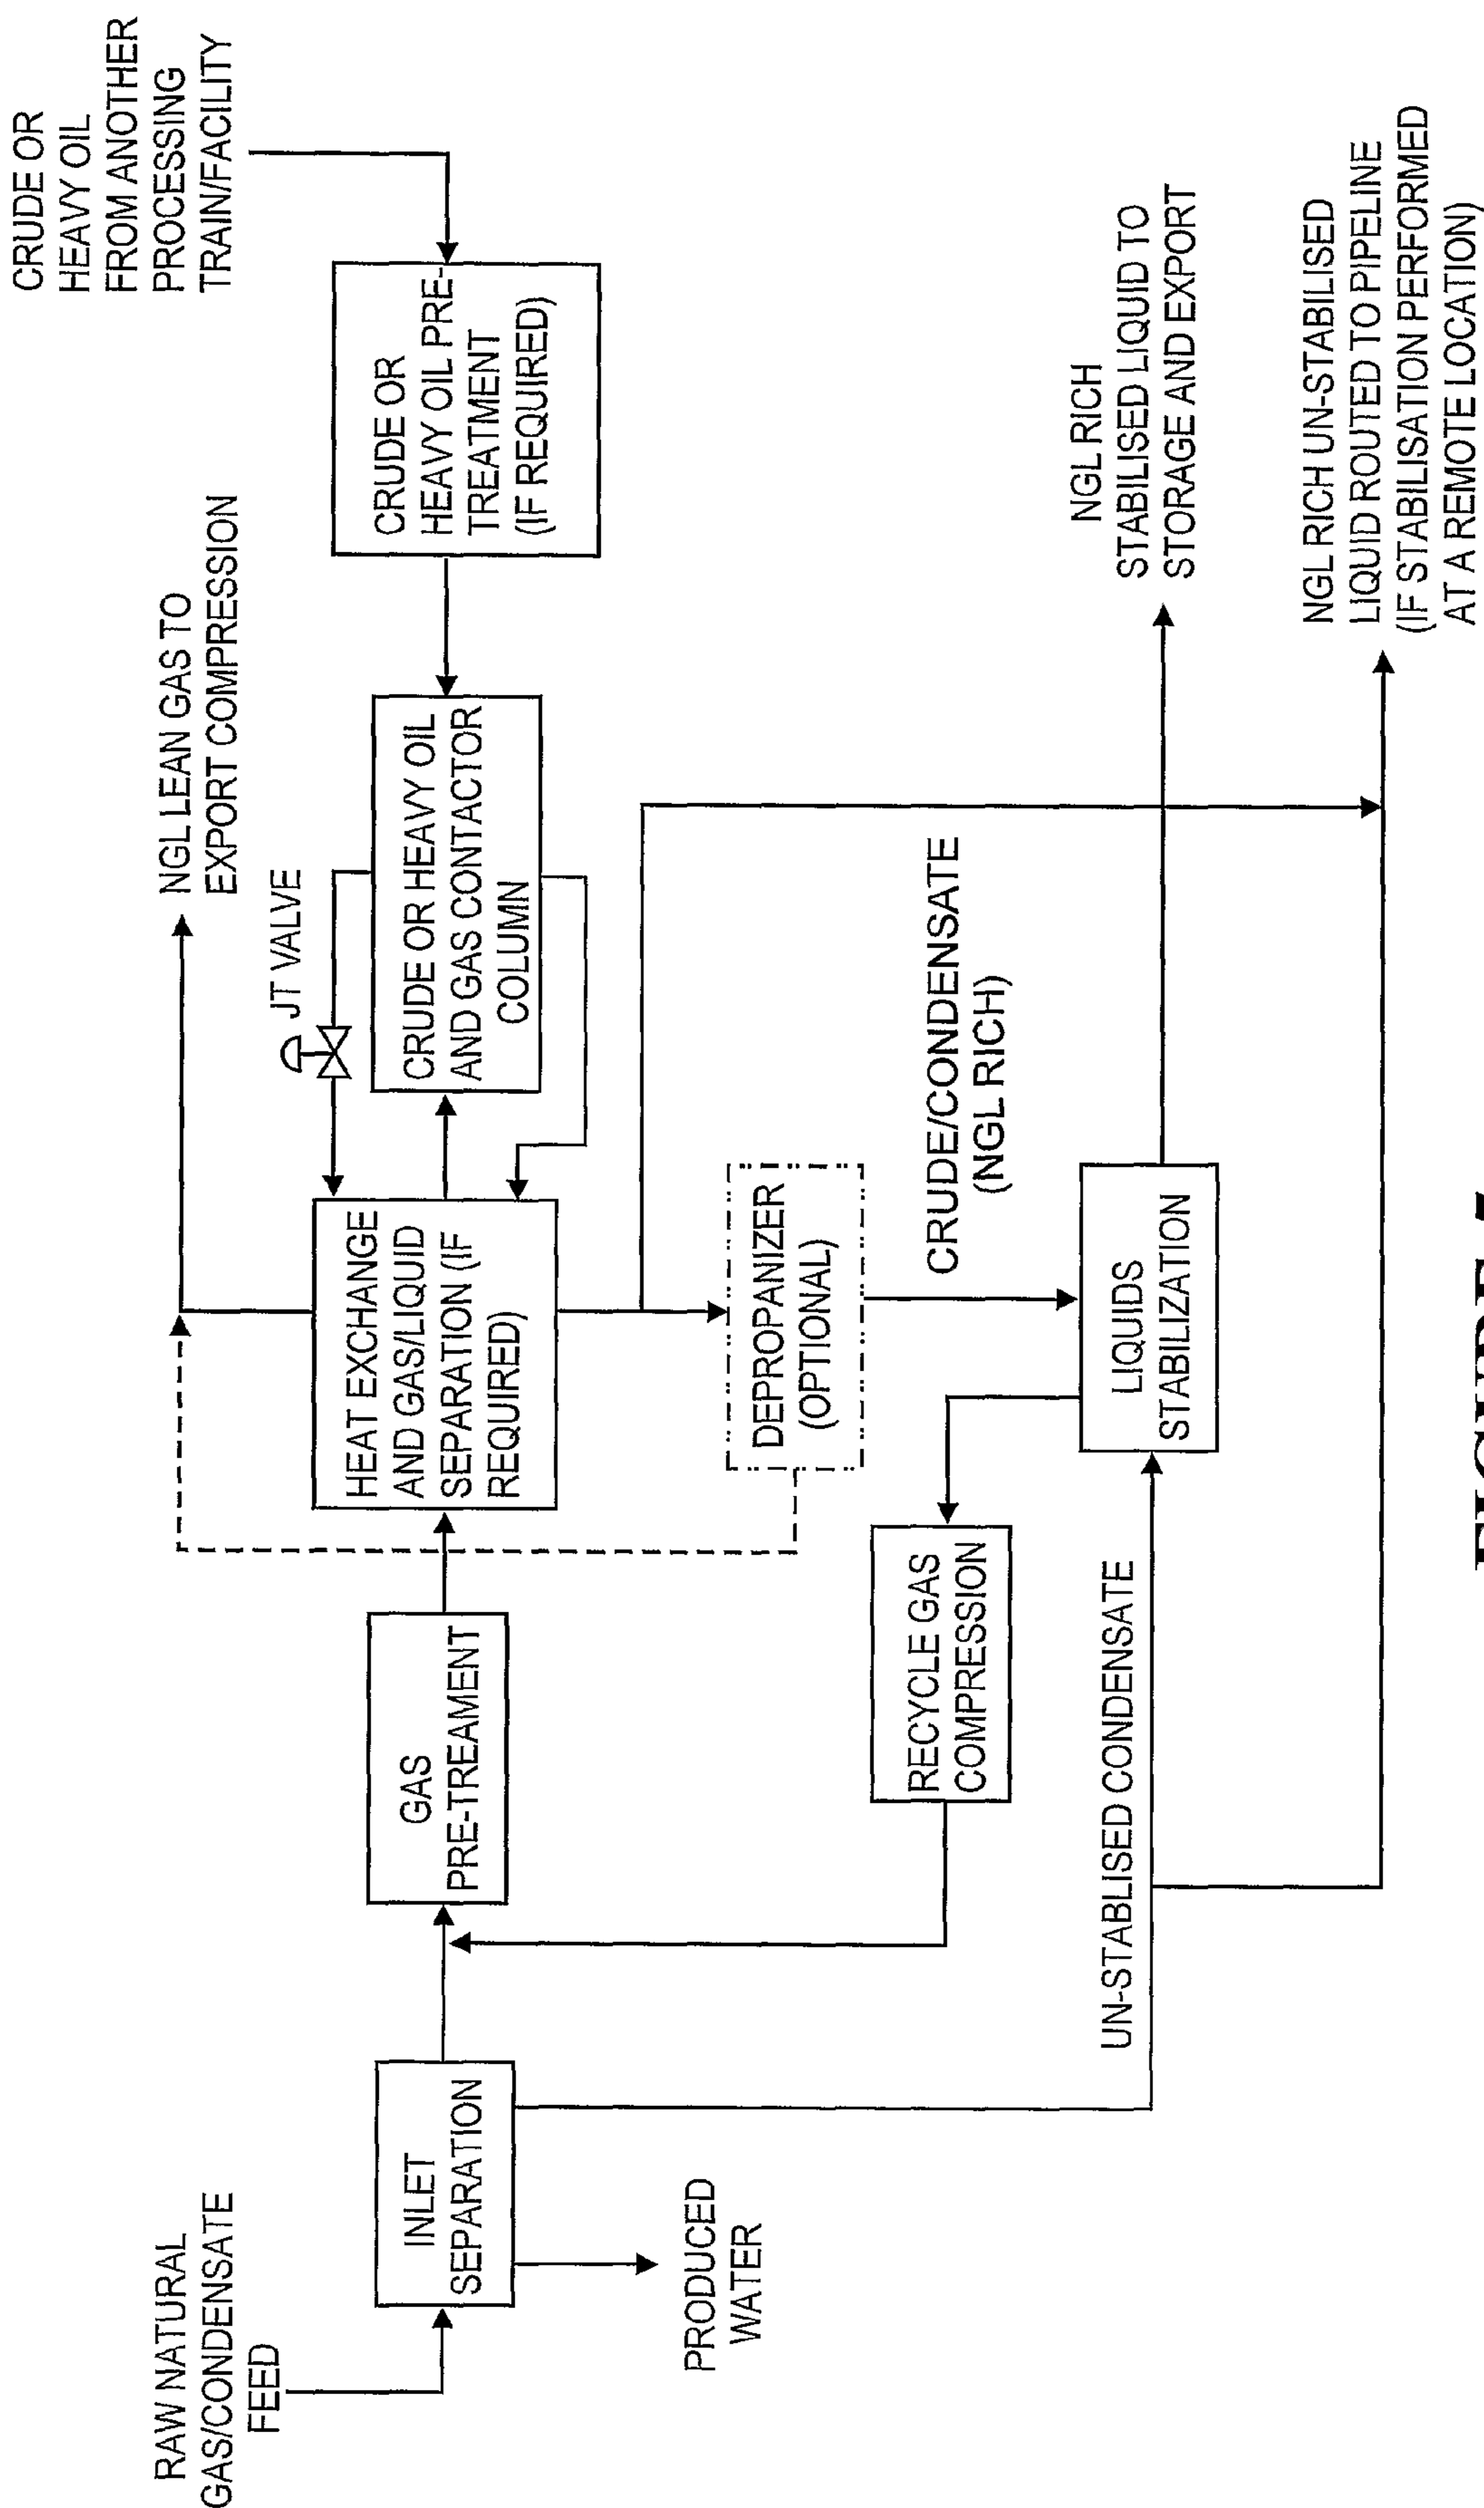 CRUDE OR
HEAVY OIL
FROM ANOTHER
PROCESSING
TRAIN/FACILITY
RAW NATURAL
GAS/CONDENSATE
FEED
NGL LEAN GAS TO
EXPORT COMPRESSION
JT VALVE
INLET
SEPARATION
GAS
PRE-TREAMENT
HEAT EXCHANGE
AND GAS/LIQUID
SEPARATION (IF
REQUIRED)
CRUDE OR HEAVY OIL
AND GAS CONTACTOR
COLUMN
CRUDE OR
HEAVY OIL PRE-
TREATMENT
(IF REQUIRED)
PRODUCED
WATER
DEPROPANIZER
(OPTIONAL)
RECYCLE GAS
COMPRESSION
CRUDE/CONDENSATE
(NGL RICH)
UN-STABLISED CONDENSATE
LIQUIDS
STABILIZATION
NGL RICH
STABILISED LIQUID TO
STORAGE AND EXPORT
NGL RICH UN-STABILISED
LIQUID ROUTED TO PIPELINE
(IF STABILISATION PERFORMED
AT A REMOTE LOCATION)